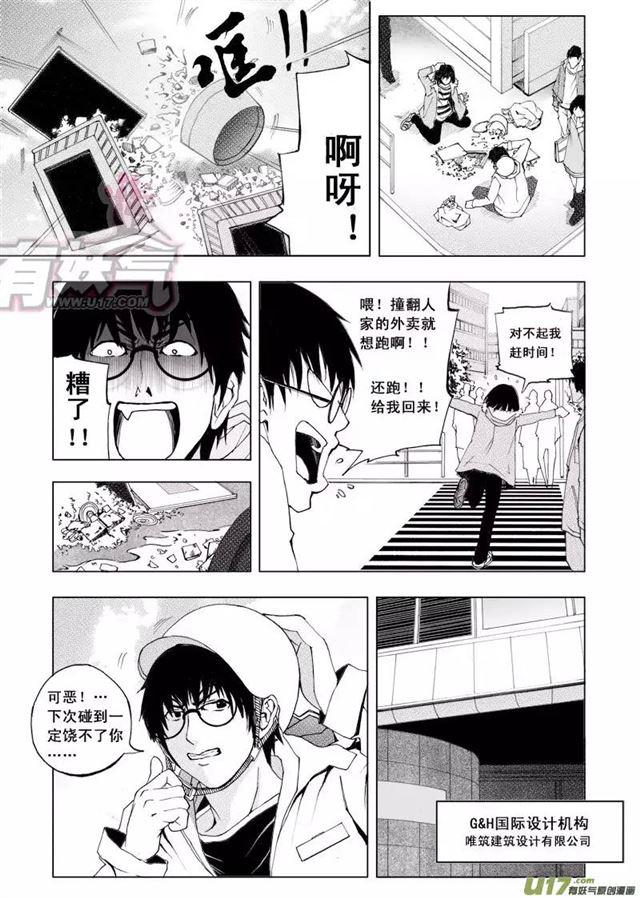 哐!!
啊呀！
有妖气
WWW.U17.COM
糟了!!
喂！撞翻人
家的外卖就
想跑啊！！
还跑！！
给我回来！
对不起我
赶时间！
可恶！…
下次碰到一
定饶不了你
……
G&H国际设计机构
唯筑建筑设计有限公司
U17.COM
有妖气原创漫画